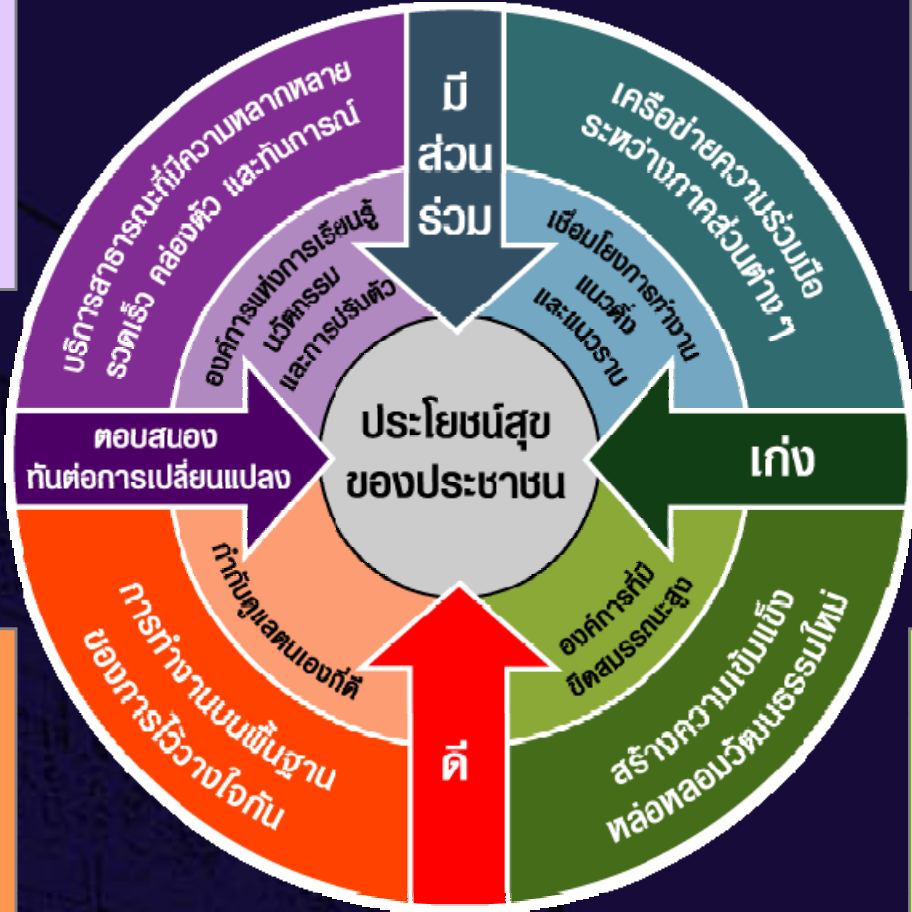 มี
ส่วน
ร่วม
บริการสาธารณะที่มีความหลากหลาย
รวดเร็ว คล่องตัว และทันการณ์
องค์การแห่งการเรียนรู้
นวัตกรรม
และการปรับตัว
เครือข่ายความร่วมมือ
ระหว่างภาคส่วนต่าง ๆ
เชื่อมโยงการทำงาน
แนวดิ่ง
และแนวราบ
ตอบสนอง
ทันต่อการเปลี่ยนแปลง
ประโยชน์สุข
ของประชาชน
เก่ง
กำกับดูแลตนเองที่ดี
การทำงานบนพื้นฐาน
ของการไว้วางใจกัน
องค์การที่มี
ขีดสมรรถนะสูง
สร้างความเข้มแข็ง
หล่อหลอมวัฒนธรรมใหม่
ดี